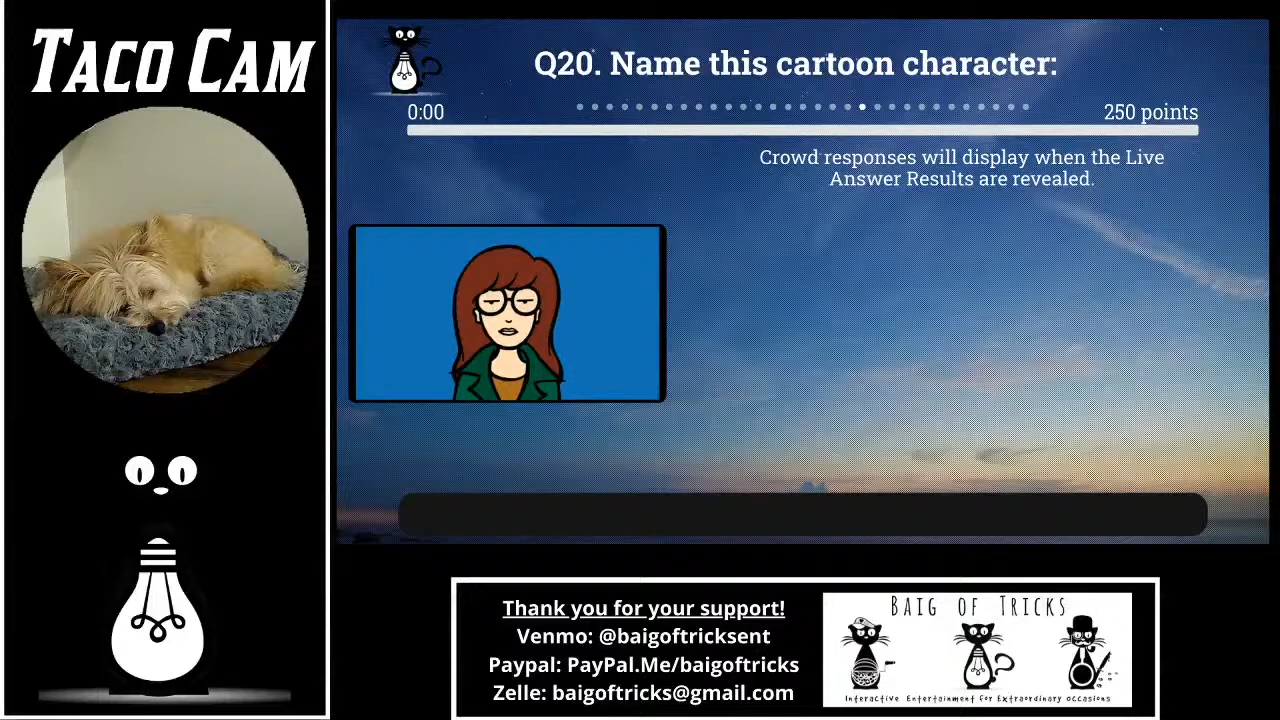 TACO CAM
Q20. Name this cartoon character:
0:00
250 points
Crowd responses will display when the Live
Answer Results are revealed.
Thank you for your support!
Venmo: @baigoftricksent
Paypal: PayPal.Me/baigoftricks
Zelle: baigoftricks@gmail.com
BAIG OF TRICKS
Interactive Entertainment for Extraordinary occasions